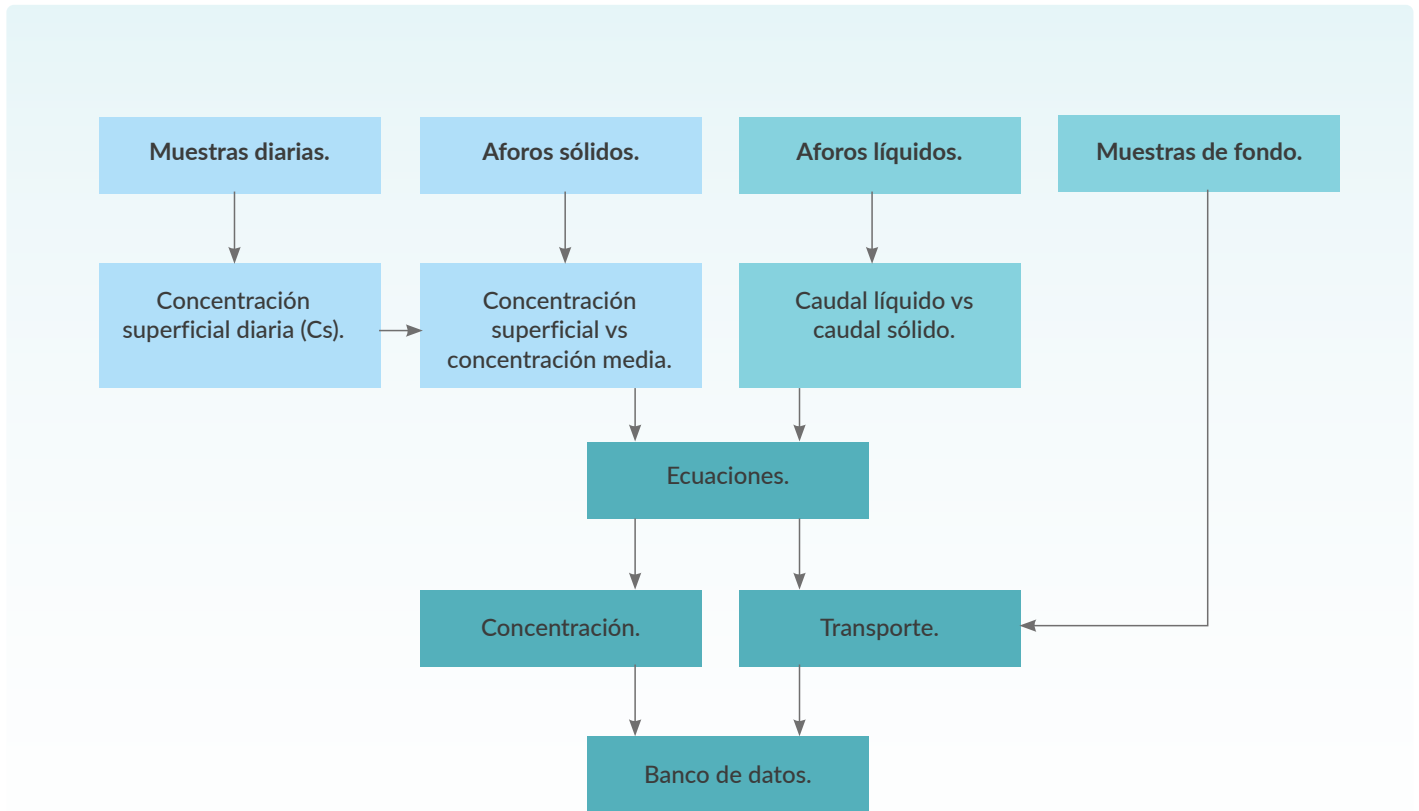 Muestras diarias.
Aforos sólidos.
Aforos líquidos.
Muestras de fondo.
Concentración
superficial diaria (Cs).
Concentración
superficial vs
concentración media.
Caudal líquido vs
caudal sólido.
Ecuaciones.
Concentración.
Transporte.
Banco de datos.